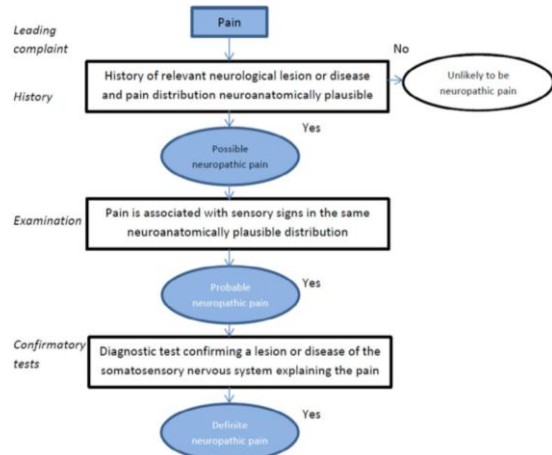 Leading
complaint
Pain
No
History
History of relevant neurological lesion or disease
and pain distribution neuroanatomically plausible
Unlikely to be
neuropathic pain
Yes
Possible
neuropathic pain
Examination
Pain is associated with sensory signs in the same
neuroanatomically plausible distribution
Yes
Probable
neuropathic pain
Confirmatory
tests
Diagnostic test confirming a lesion or disease of the
somatosensory nervous system explaining the pain
Yes
Definite
neuropathic pain